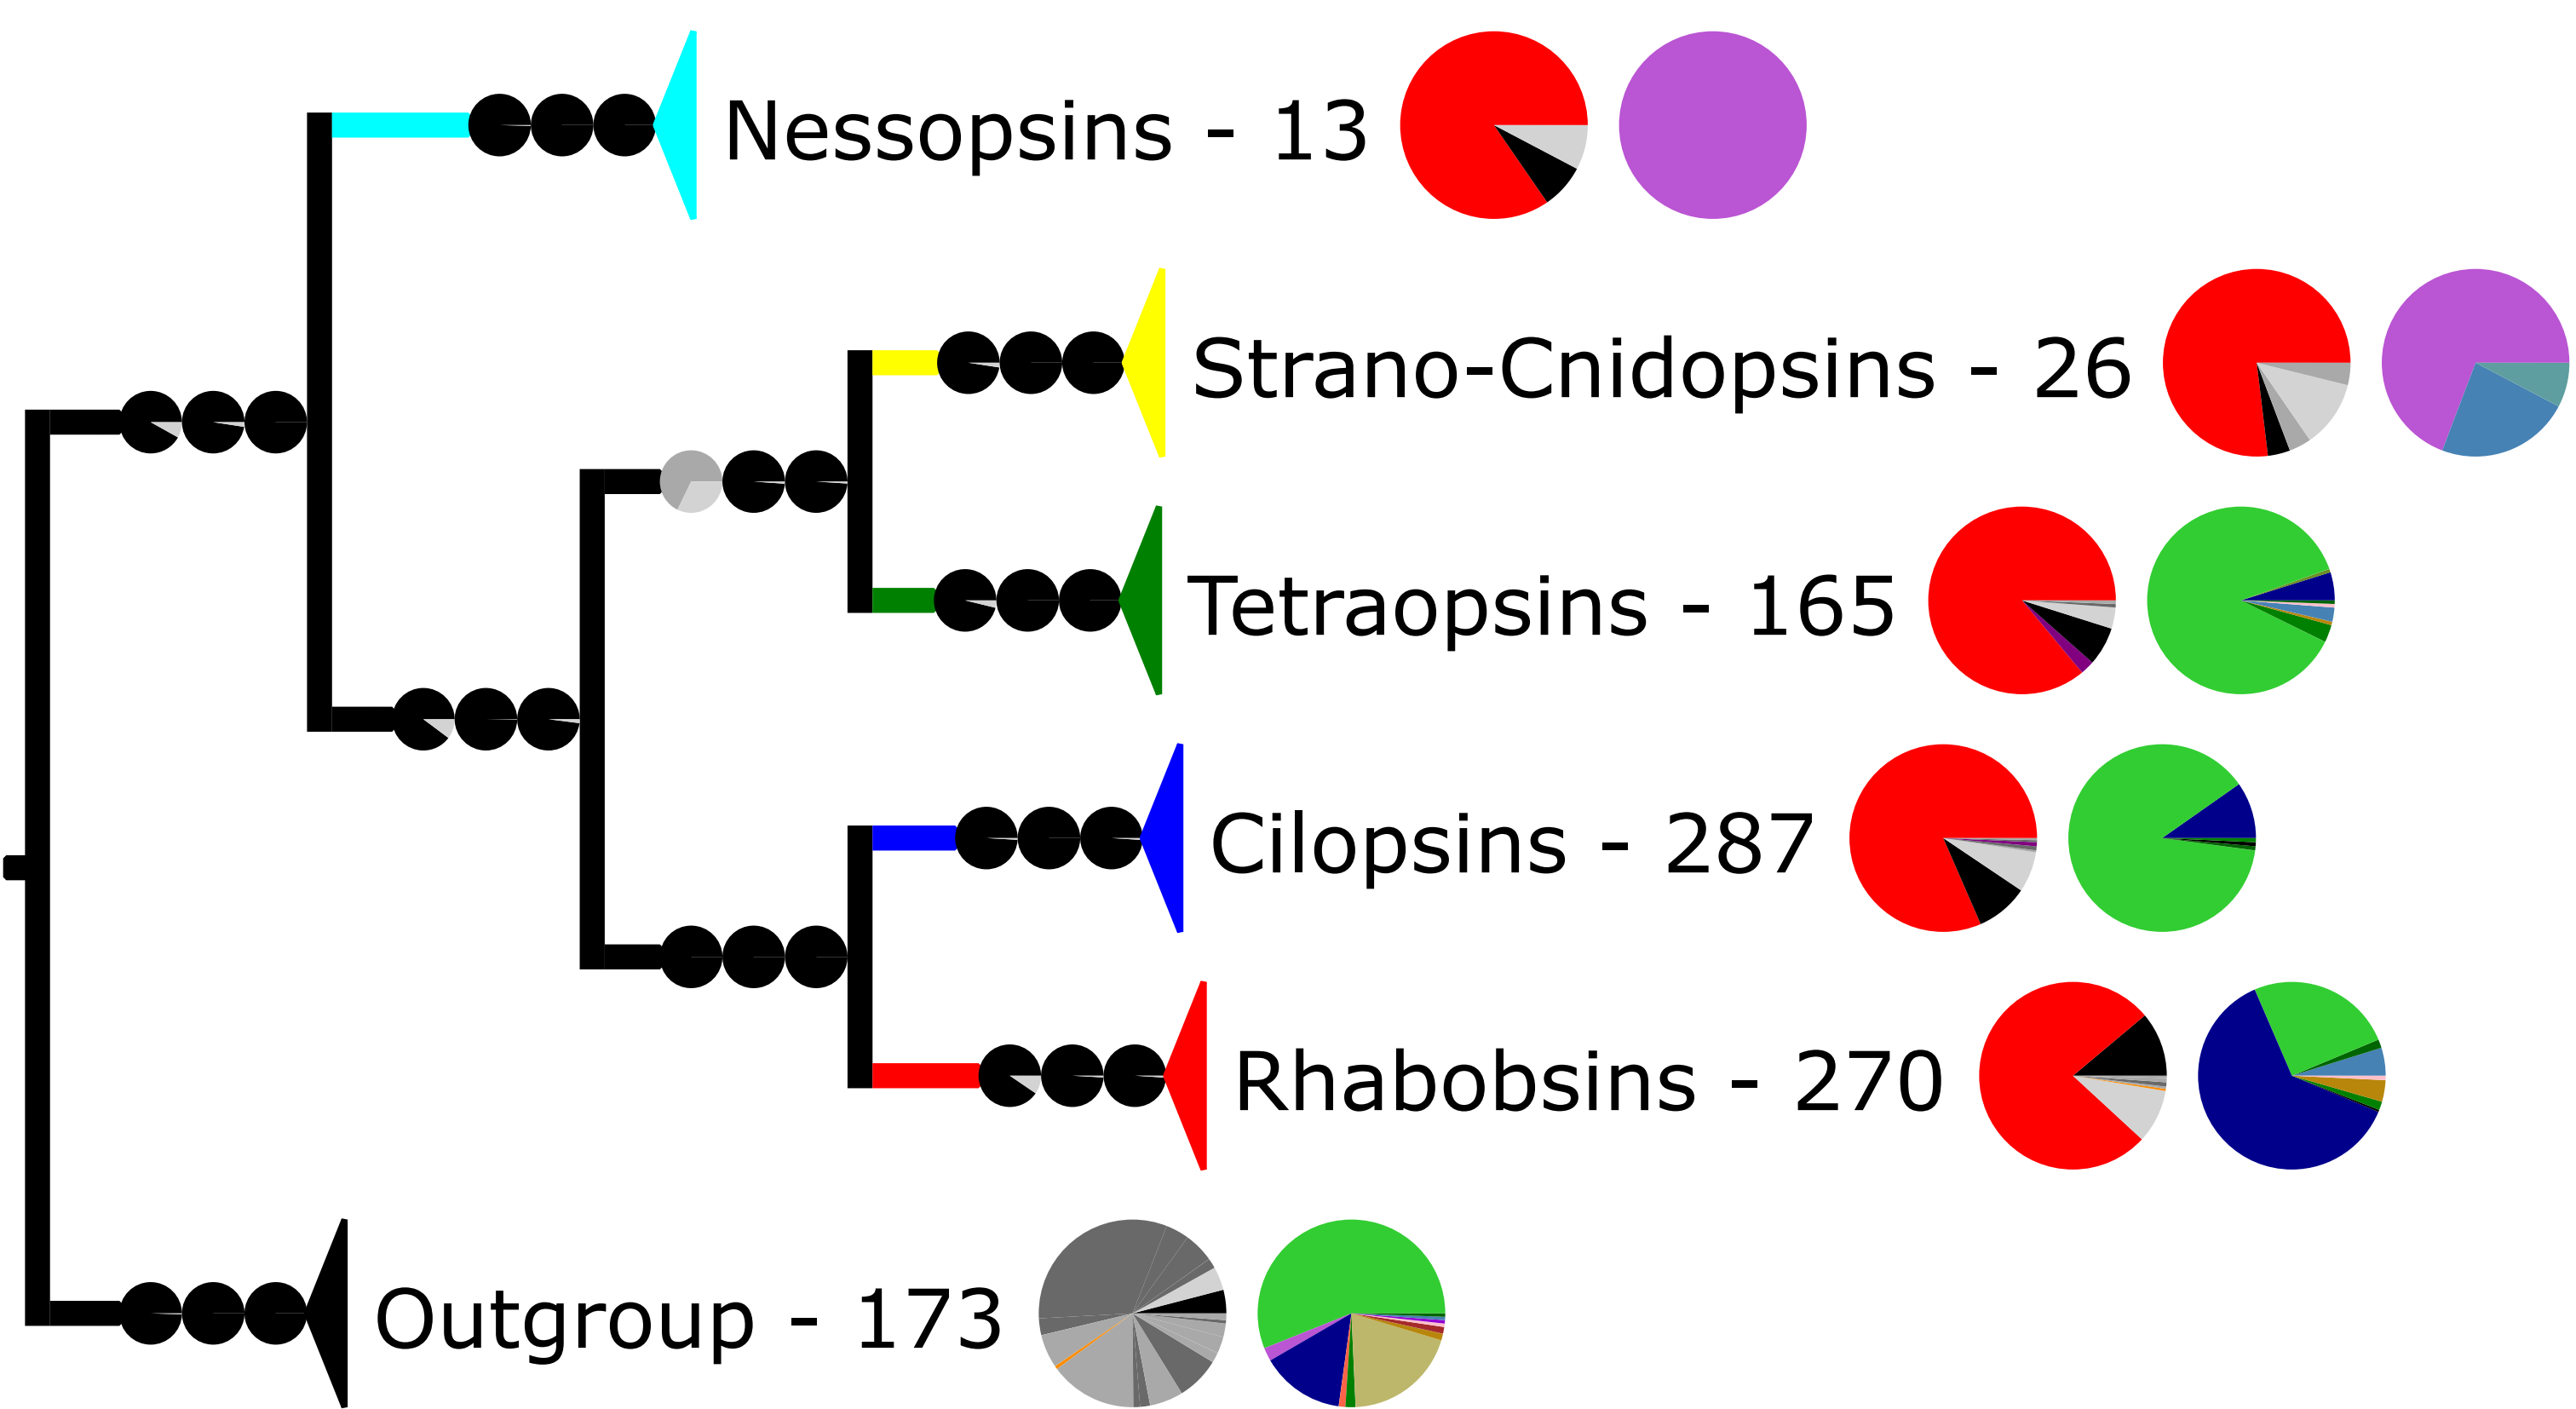 Nessopsins - 13
Strano-Cnidopsins - 26
Tetraopsins - 165
Cilopsins - 287
Rhabobsins - 270
Outgroup - 173